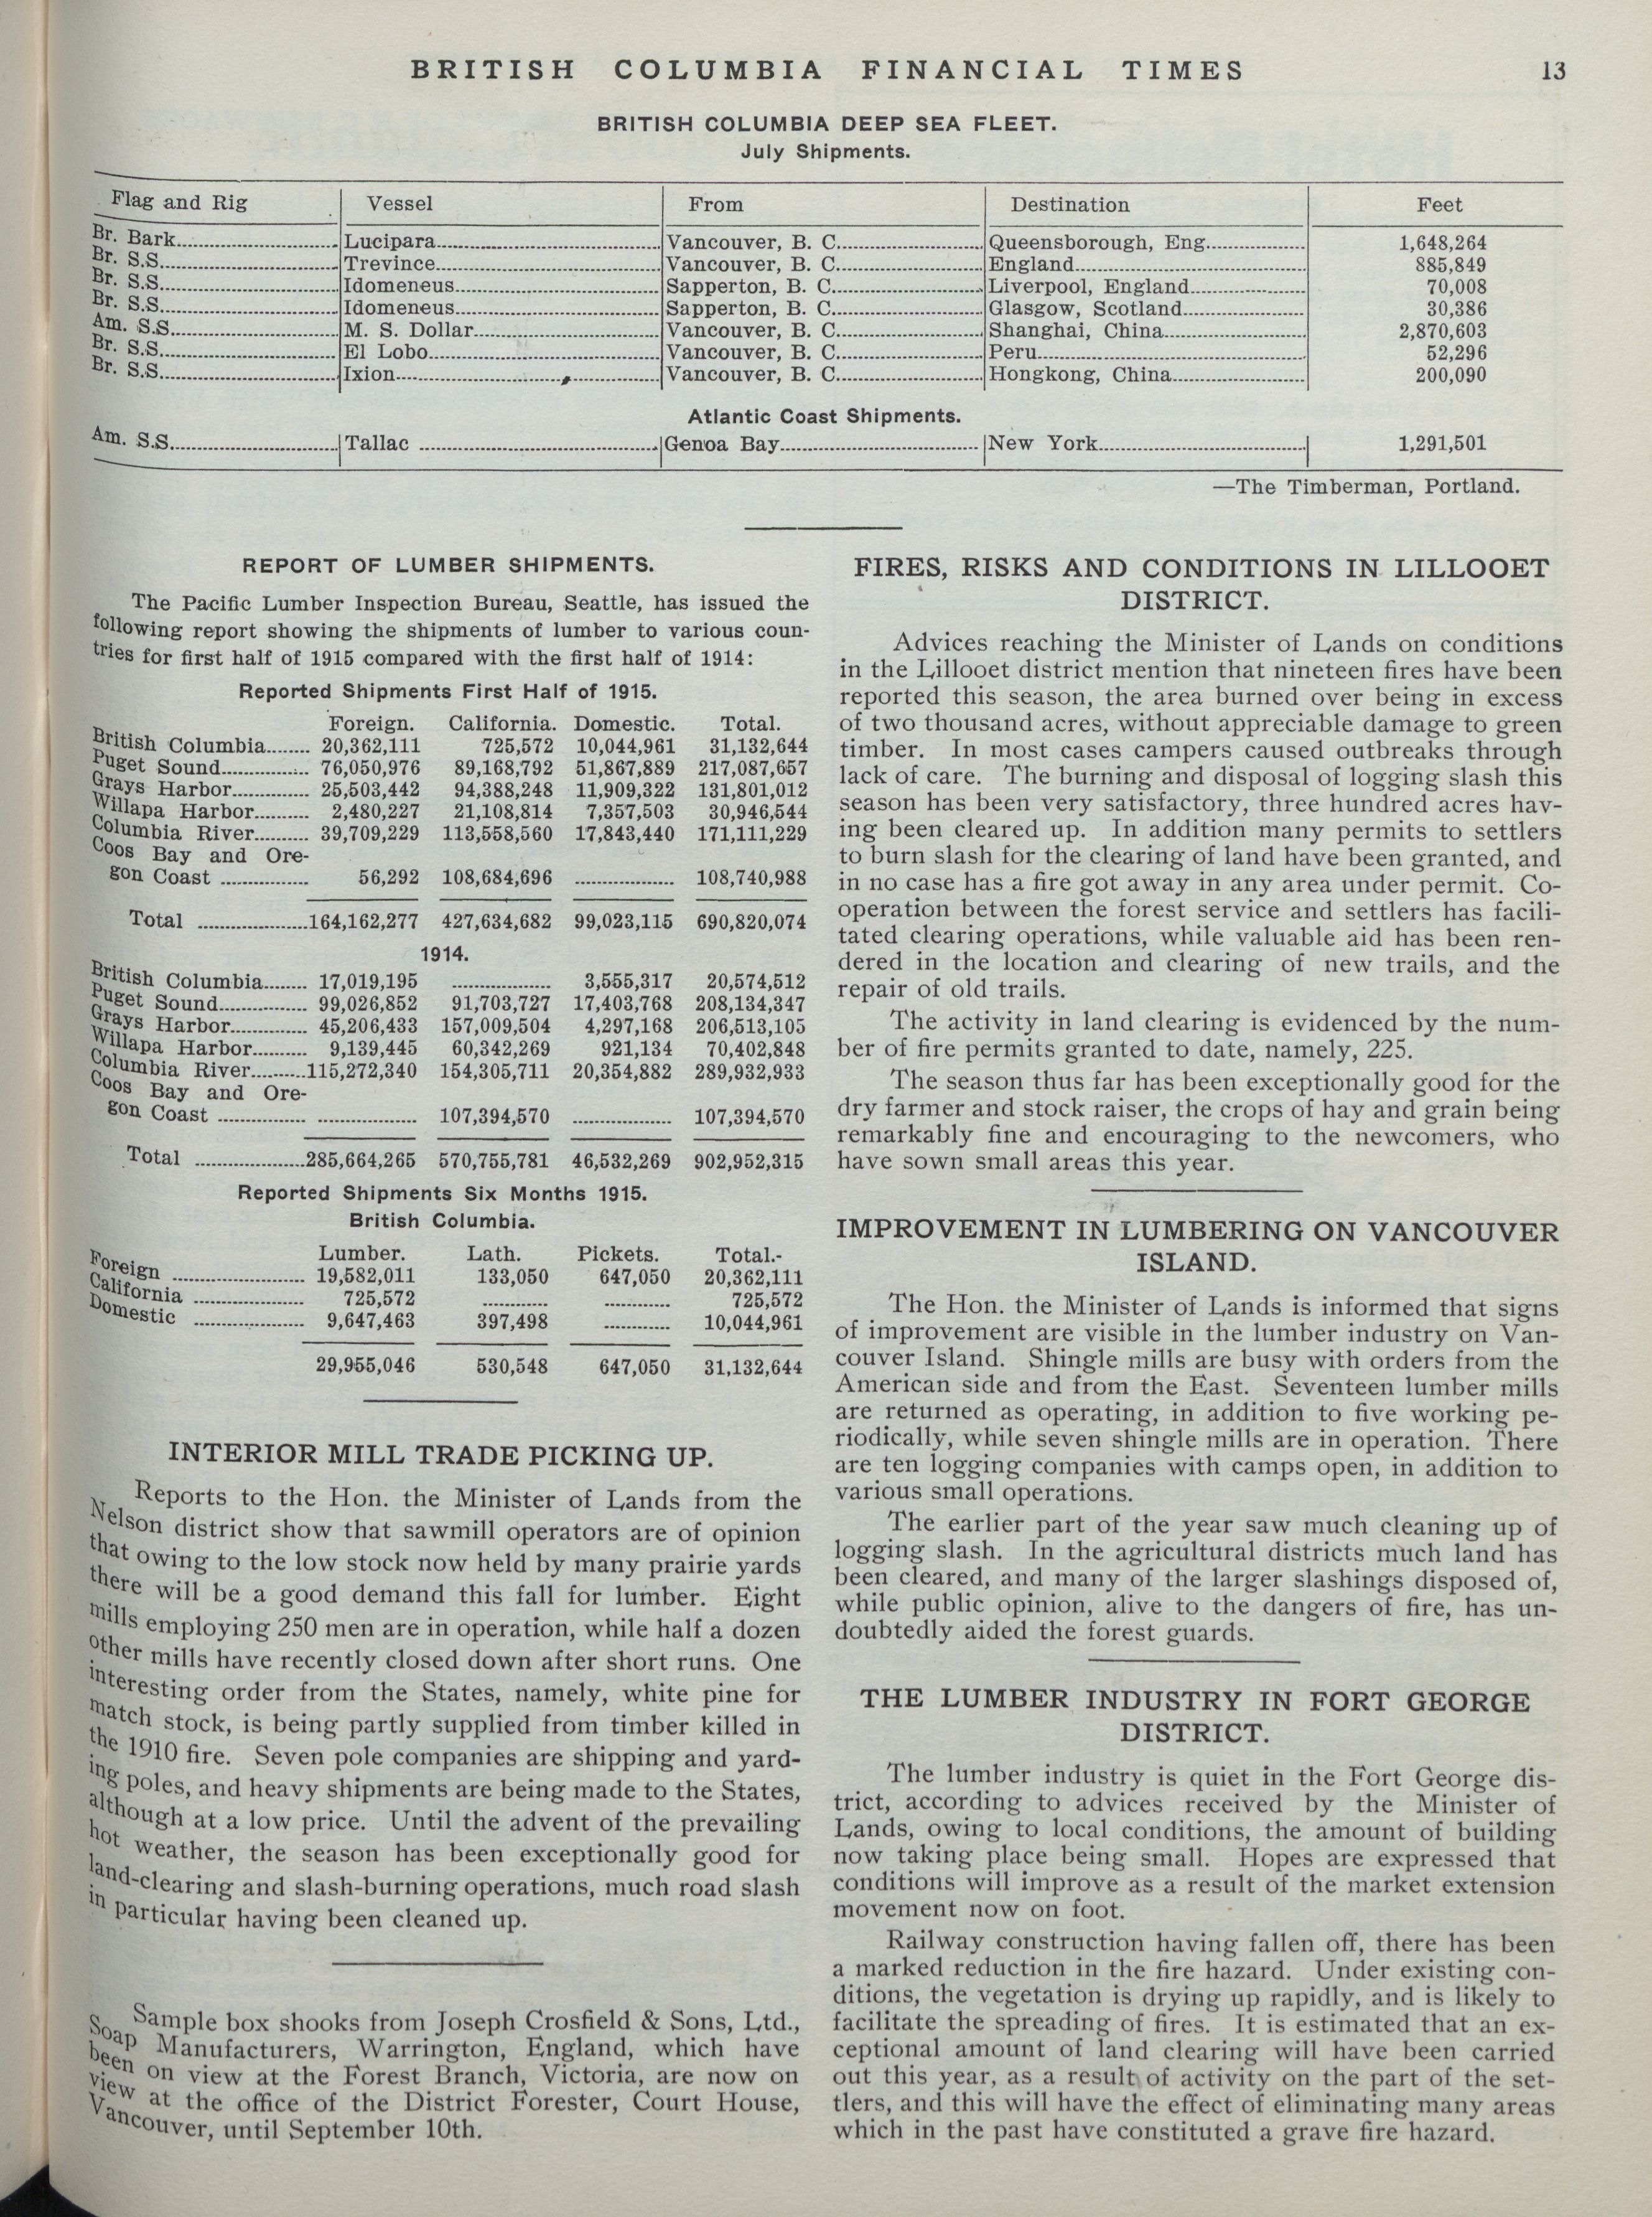 BRITISH COLUMBIA FINANCIAL TIMES 13
BRITISH COLUMBIA DEEP SEA FLEET.
July Shipments.
Flag and Rig Vessel From Destination Feet
Br. Bark Lucipara Vancouver, B. C. Queensborough, Eng. 1,648,264
Br. S.S. Trevince Vancouver, B. C. England 885,849
Br. S.S. Idomeneus Sapperton, B. C. Liverpool, England 70,008
Br. S.S. Idomeneus Sapperton, B. C. Glasgow, Scotland 30,386
Am. S.S. M. S. Dollar Vancouver, B. C. Shanghai, China 2,870,603
Br. S.S. El Lobo Vancouver, B. C. Peru 52,296
Br. S.S. Ixion Vancouver, B. C. Hongkong, China 200,090
Atlantic Coast Shipments.
Am. S.S. Tallac Genoa Bay New York 1,291,501
—The Timberman, Portland.
REPORT OF LUMBER SHIPMENTS.
The Pacific Lumber Inspection Bureau, Seattle, has issued the
following report showing the shipments of lumber to various coun-
tries for first half of 1915 compared with the first half of 1914:
Reported Shipments First Half of 1915.
Foreign. California. Domestic. Total.
British Columbia 20,362,111 725,572 10,044,961 31,132,644
Puget Sound 76,050,976 89,168,792 51,867,889 217,087,657
Grays Harbor 25,503,442 94,388,248 11,909,322 131,801,012
Willapa Harbor 2,480,227 21,108,814 7,357,503 30,946,544
Columbia River 39,709,229 113,558,560 17,843,440 171,111,229
Coos Bay and Ore-
gon Coast 56,292 108,684,696 108,740,988
Total 164,162,277 427,634,682 99,023,115 690,820,074
1914.
British Columbia 17,019,195 3,555,317 20,574,512
Puget Sound 99,026,852 91,703,727 17,403,768 208,134,347
Grays Harbor 45,206,433 157,009,504 4,297,168 206,513,105
Willapa Harbor 9,139,445 60,342,269 921,134 70,402,848
Columbia River 115,272,340 154,305,711 20,354,882 289,932,933
Coos Bay and Ore-
gon Coast 107,394,570 107,394,570
Total 285,664,265 570,755,781 46,532,269 902,952,315
Reported Shipments Six Months 1915.
British Columbia.
Lumber. Lath. Pickets. Total.-
Foreign 19,582,011 133,050 647,050 20,362,111
California 725,572 725,572
Domestic 9,647,463 397,498 10,044,961
29,955,046 530,548 647,050 31,132,644
INTERIOR MILL TRADE PICKING UP.
Reports to the Hon. the Minister of Lands from the
Nelson district show that sawmill operators are of opinion
that owing to the low stock now held by many prairie yards
there will be a good demand this fall for lumber. Eight
mills employing 250 men are in operation, while half a dozen
other mills have recently closed down after short runs. One
interesting order from the States, namely, white pine for
match stock, is being partly supplied from timber killed in
the 1910 fire. Seven pole companies are shipping and yard-
ing poles, and heavy shipments are being made to the States,
although at a low price. Until the advent of the prevailing
hot weather, the season has been exceptionally good for
land-clearing and slash-burning operations, much road slash
in particular having been cleaned up.
Sample box shooks from Joseph Crosfield & Sons, Ltd.,
Soap Manufacturers, Warrington, England, which have
been on view at the Forest Branch, Victoria, are now on
view at the office of the District Forester, Court House,
Vancouver, until September 10th.
FIRES, RISKS AND CONDITIONS IN LILLOOET
DISTRICT.
Advices reaching the Minister of Lands on conditions
in the Lillooet district mention that nineteen fires have been
reported this season, the area burned over being in excess
of two thousand acres, without appreciable damage to green
timber. In most cases campers caused outbreaks through
lack of care. The burning and disposal of logging slash this
season has been very satisfactory, three hundred acres hav-
ing been cleared up. In addition many permits to settlers
to burn slash for the clearing of land have been granted, and
in no case has a fire got away in any area under permit. Co-
operation between the forest service and settlers has facili-
tated clearing operations, while valuable aid has been ren-
dered in the location and clearing of new trails, and the
repair of old trails.
The activity in land clearing is evidenced by the num-
ber of fire permits granted to date, namely, 225.
The season thus far has been exceptionally good for the
dry farmer and stock raiser, the crops of hay and grain being
remarkably fine and encouraging to the newcomers, who
have sown small areas this year.
IMPROVEMENT IN LUMBERING ON VANCOUVER
ISLAND.
The Hon. the Minister of Lands is informed that signs
of improvement are visible in the lumber industry on Van-
couver Island. Shingle mills are busy with orders from the
American side and from the East. Seventeen lumber mills
are returned as operating, in addition to five working pe-
riodically, while seven shingle mills are in operation. There
are ten logging companies with camps open, in addition to
various small operations.
The earlier part of the year saw much cleaning up of
logging slash. In the agricultural districts much land has
been cleared, and many of the larger slashings disposed of,
while public opinion, alive to the dangers of fire, has un-
doubtedly aided the forest guards.
THE LUMBER INDUSTRY IN FORT GEORGE
DISTRICT.
The lumber industry is quiet in the Fort George dis-
trict, according to advices received by the Minister of
Lands, owing to local conditions, the amount of building
now taking place being small. Hopes are expressed that
conditions will improve as a result of the market extension
movement now on foot.
Railway construction having fallen off, there has been
a marked reduction in the fire hazard. Under existing con-
ditions, the vegetation is drying up rapidly, and is likely to
facilitate the spreading of fires. It is estimated that an ex-
ceptional amount of land clearing will have been carried
out this year, as a result of activity on the part of the set-
tlers, and this will have the effect of eliminating many areas
which in the past have constituted a grave fire hazard.